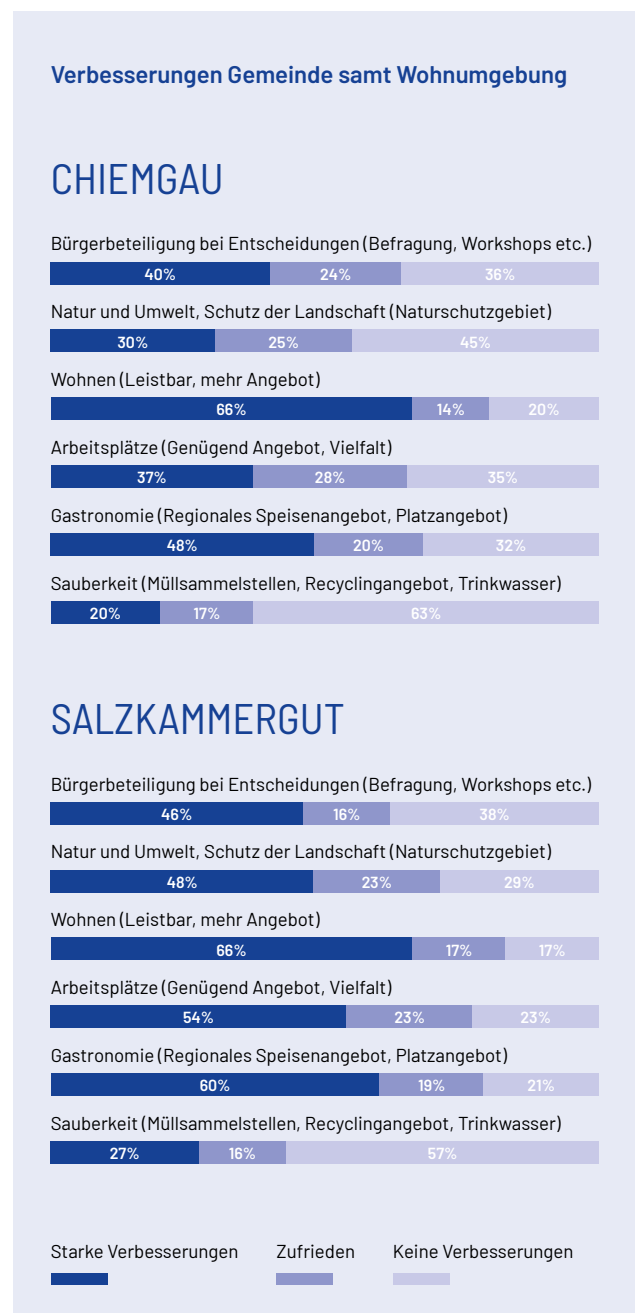 Verbesserungen Gemeinde samt Wohnumgebung
CHIEMGAU
Bürgerbeteiligung bei Entscheidungen (Befragung, Workshops etc.)
40% 24% 36%
Natur und Umwelt, Schutz der Landschaft (Naturschutzgebiet)
30% 25% 45%
Wohnen (Leistbar, mehr Angebot)
66% 14% 20%
Arbeitsplätze (Genügend Angebot, Vielfalt)
37% 28% 35%
Gastronomie (Regionales Speisenangebot, Platzangebot)
48% 20% 32%
Sauberkeit (Müllsammelstellen, Recyclingangebot, Trinkwasser)
20% 17% 63%
SALZKAMMERGUT
Bürgerbeteiligung bei Entscheidungen (Befragung, Workshops etc.)
46% 16% 38%
Natur und Umwelt, Schutz der Landschaft (Naturschutzgebiet)
48% 23% 29%
Wohnen (Leistbar, mehr Angebot)
66% 17% 17%
Arbeitsplätze (Genügend Angebot, Vielfalt)
54% 23% 23%
Gastronomie (Regionales Speisenangebot, Platzangebot)
60% 19% 21%
Sauberkeit (Müllsammelstellen, Recyclingangebot, Trinkwasser)
27% 16% 57%
Starke Verbesserungen Zufrieden Keine Verbesserungen